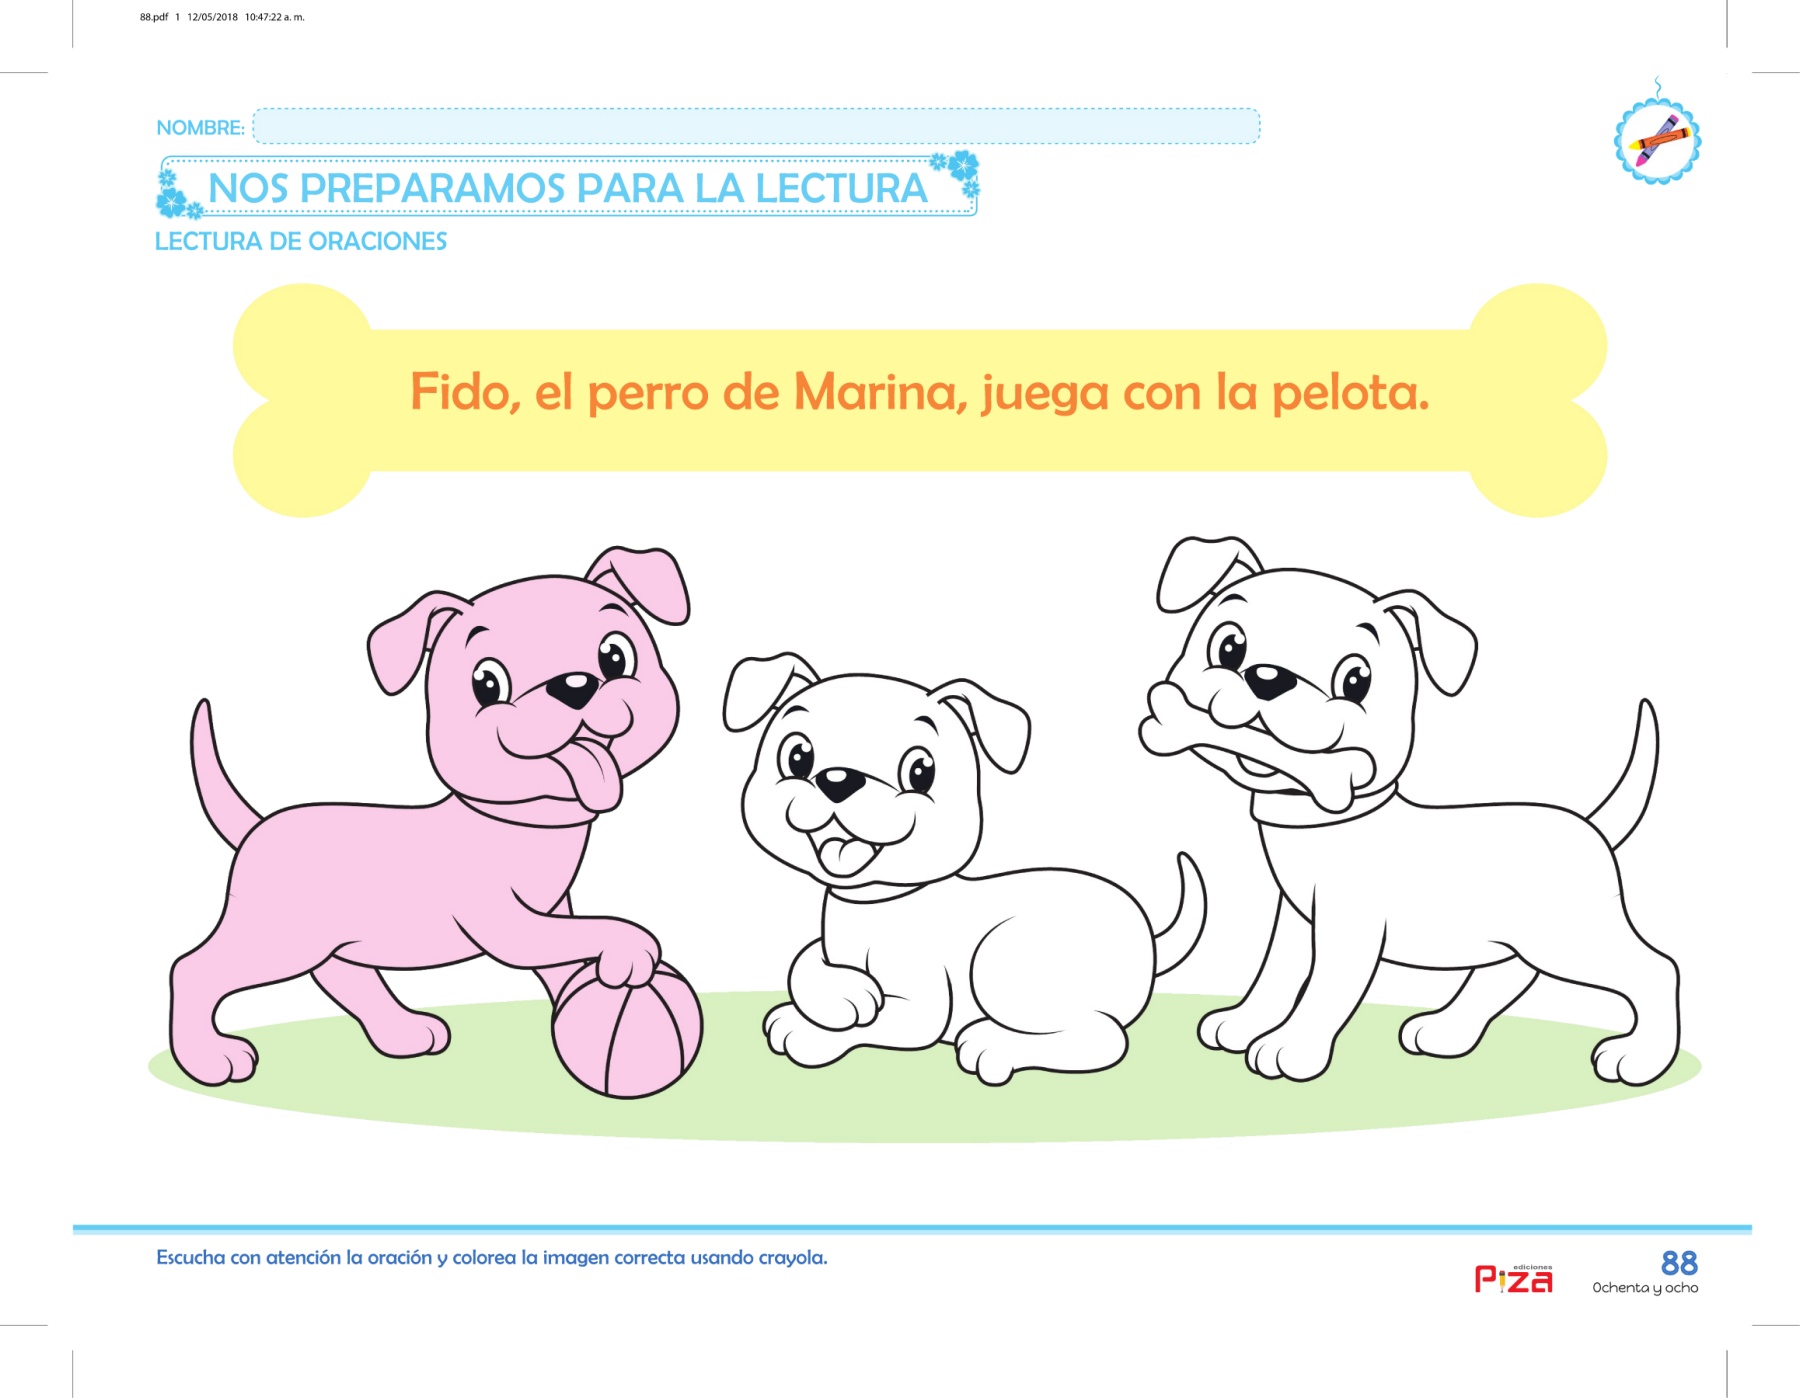 88.pdf 1 12/05/2018 10:47:22 a. m.
NOMBRE:
NOS PREPARAMOS PARA LA LECTURA
LECTURA DE ORACIONES
Fido, el perro de Marina, juega con la pelota.
Escucha con atención la oración y colorea la imagen correcta usando crayola.
ediciones
Piza
88
Ochenta y ocho